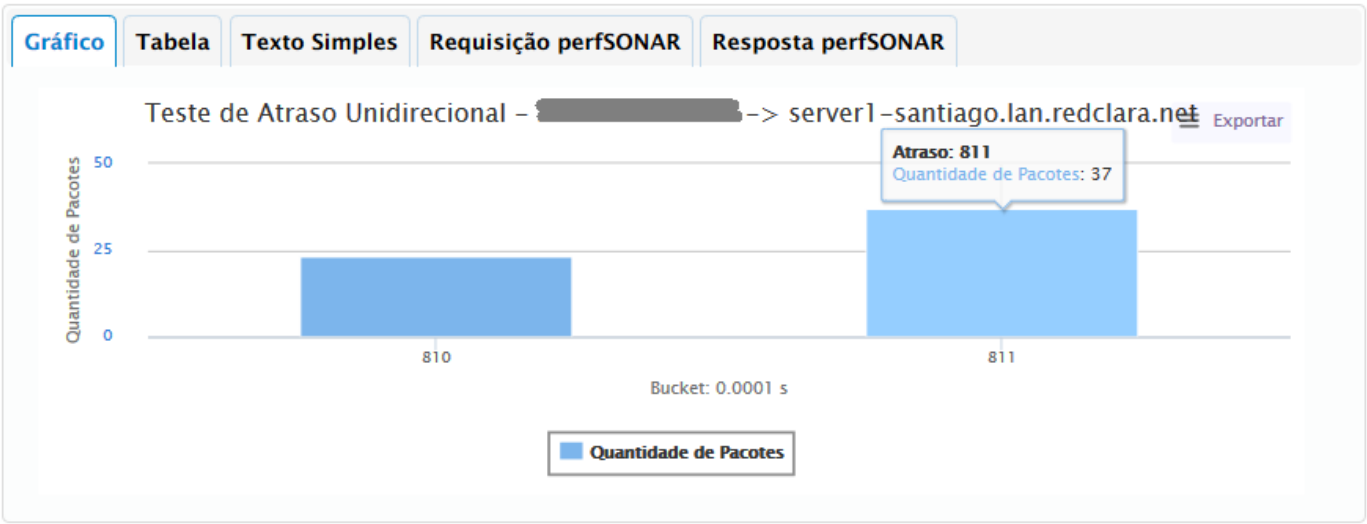 Gráfico Tabela Texto Simples Requisição perfSONAR Resposta perfSONAR
Teste de Atraso Unidirecional - -> server1-santiago.lan.redclara.net
Exportar
Atraso: 811
Quantidade de Pacotes: 37
Quantidade de Pacotes
50
25
0
810 811
Bucket: 0.0001 s
Quantidade de Pacotes